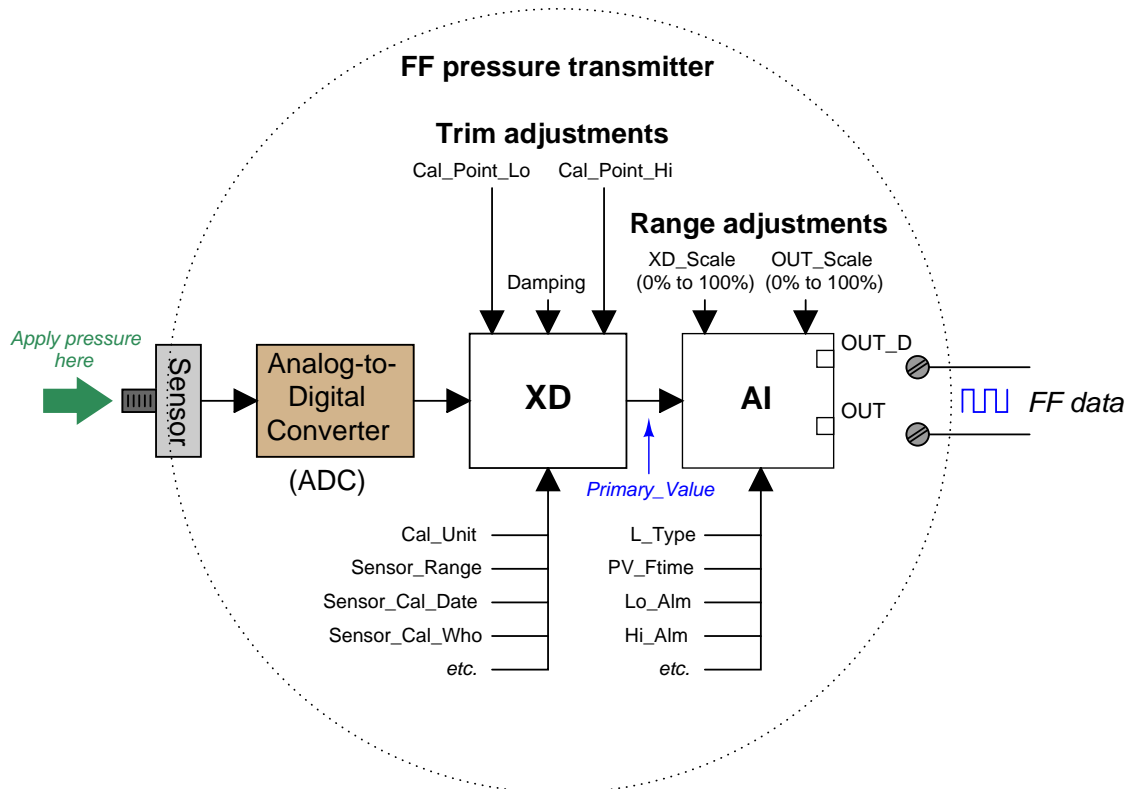 FF pressure transmitter
Trim adjustments
Cal_Point_Lo
Cal_Point_Hi
Range adjustments
XD_Scale
(0% to 100%)
OUT_Scale
(0% to 100%)
Damping
Apply pressure
here
Sensor
Analog-to-
Digital
Converter
(ADC)
XD
Primary_Value
AI
OUT_D
OUT
FF data
Cal_Unit
Sensor_Range
Sensor_Cal_Date
Sensor_Cal_Who
etc.
L_Type
PV_Ftime
Lo_Alm
Hi_Alm
etc.